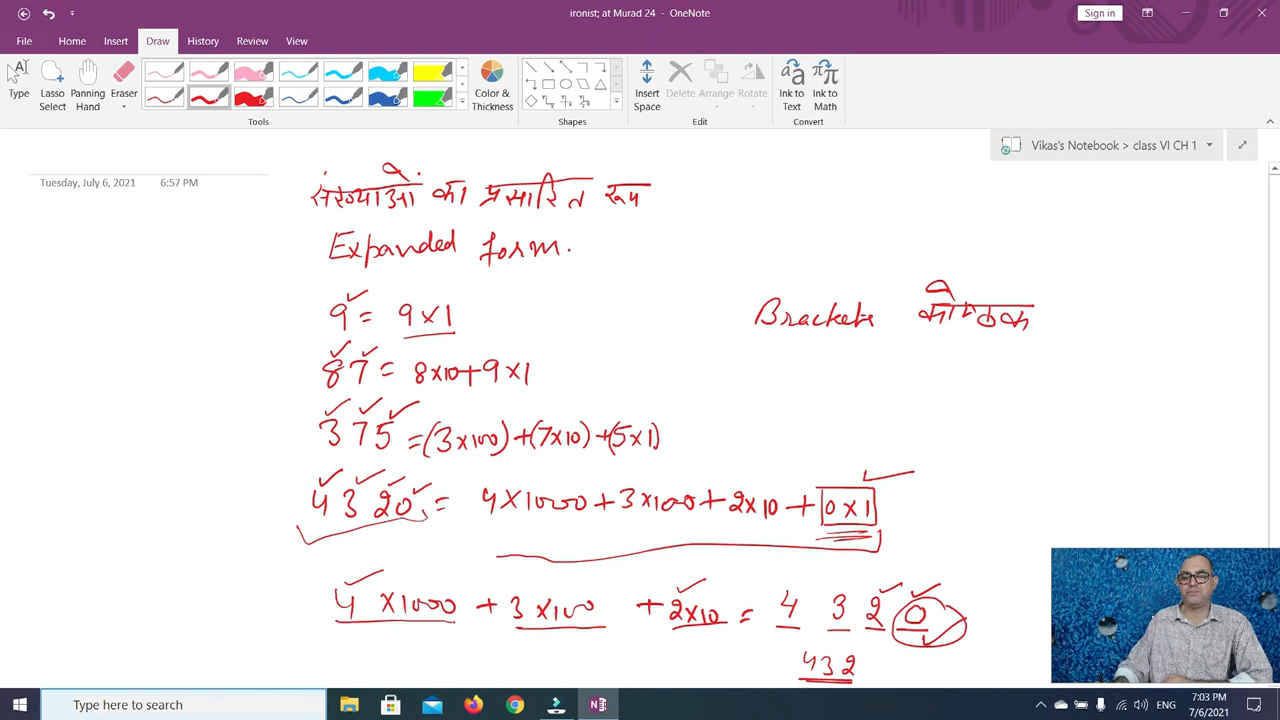 ironist; at Murad 24 - OneNote
Sign in
File Home Insert Draw History Review View
Type
Lasso Select
Panning Hand
Eraser
Color & Thickness
Insert Space
Delete
Arrange
Rotate
Ink to Text
Ink to Math
Tools
Shapes
Edit
Convert
Vikas's Notebook > class VI CH 1
Tuesday, July 6, 2021 6:57 PM
संख्याओं का प्रसारित रूप
Expanded form.
9 = 9×1
Brackets कोष्ठक
87 = 8×10+9×1
375 = (3×100) +(7×10) +(5×1)
4320 = 4×1000+3×100+2×10+0×1
4×1000 + 3×100 + 2×10 = 4 3 2 0
432
Type here to search
ENG
7:03 PM
7/6/2021